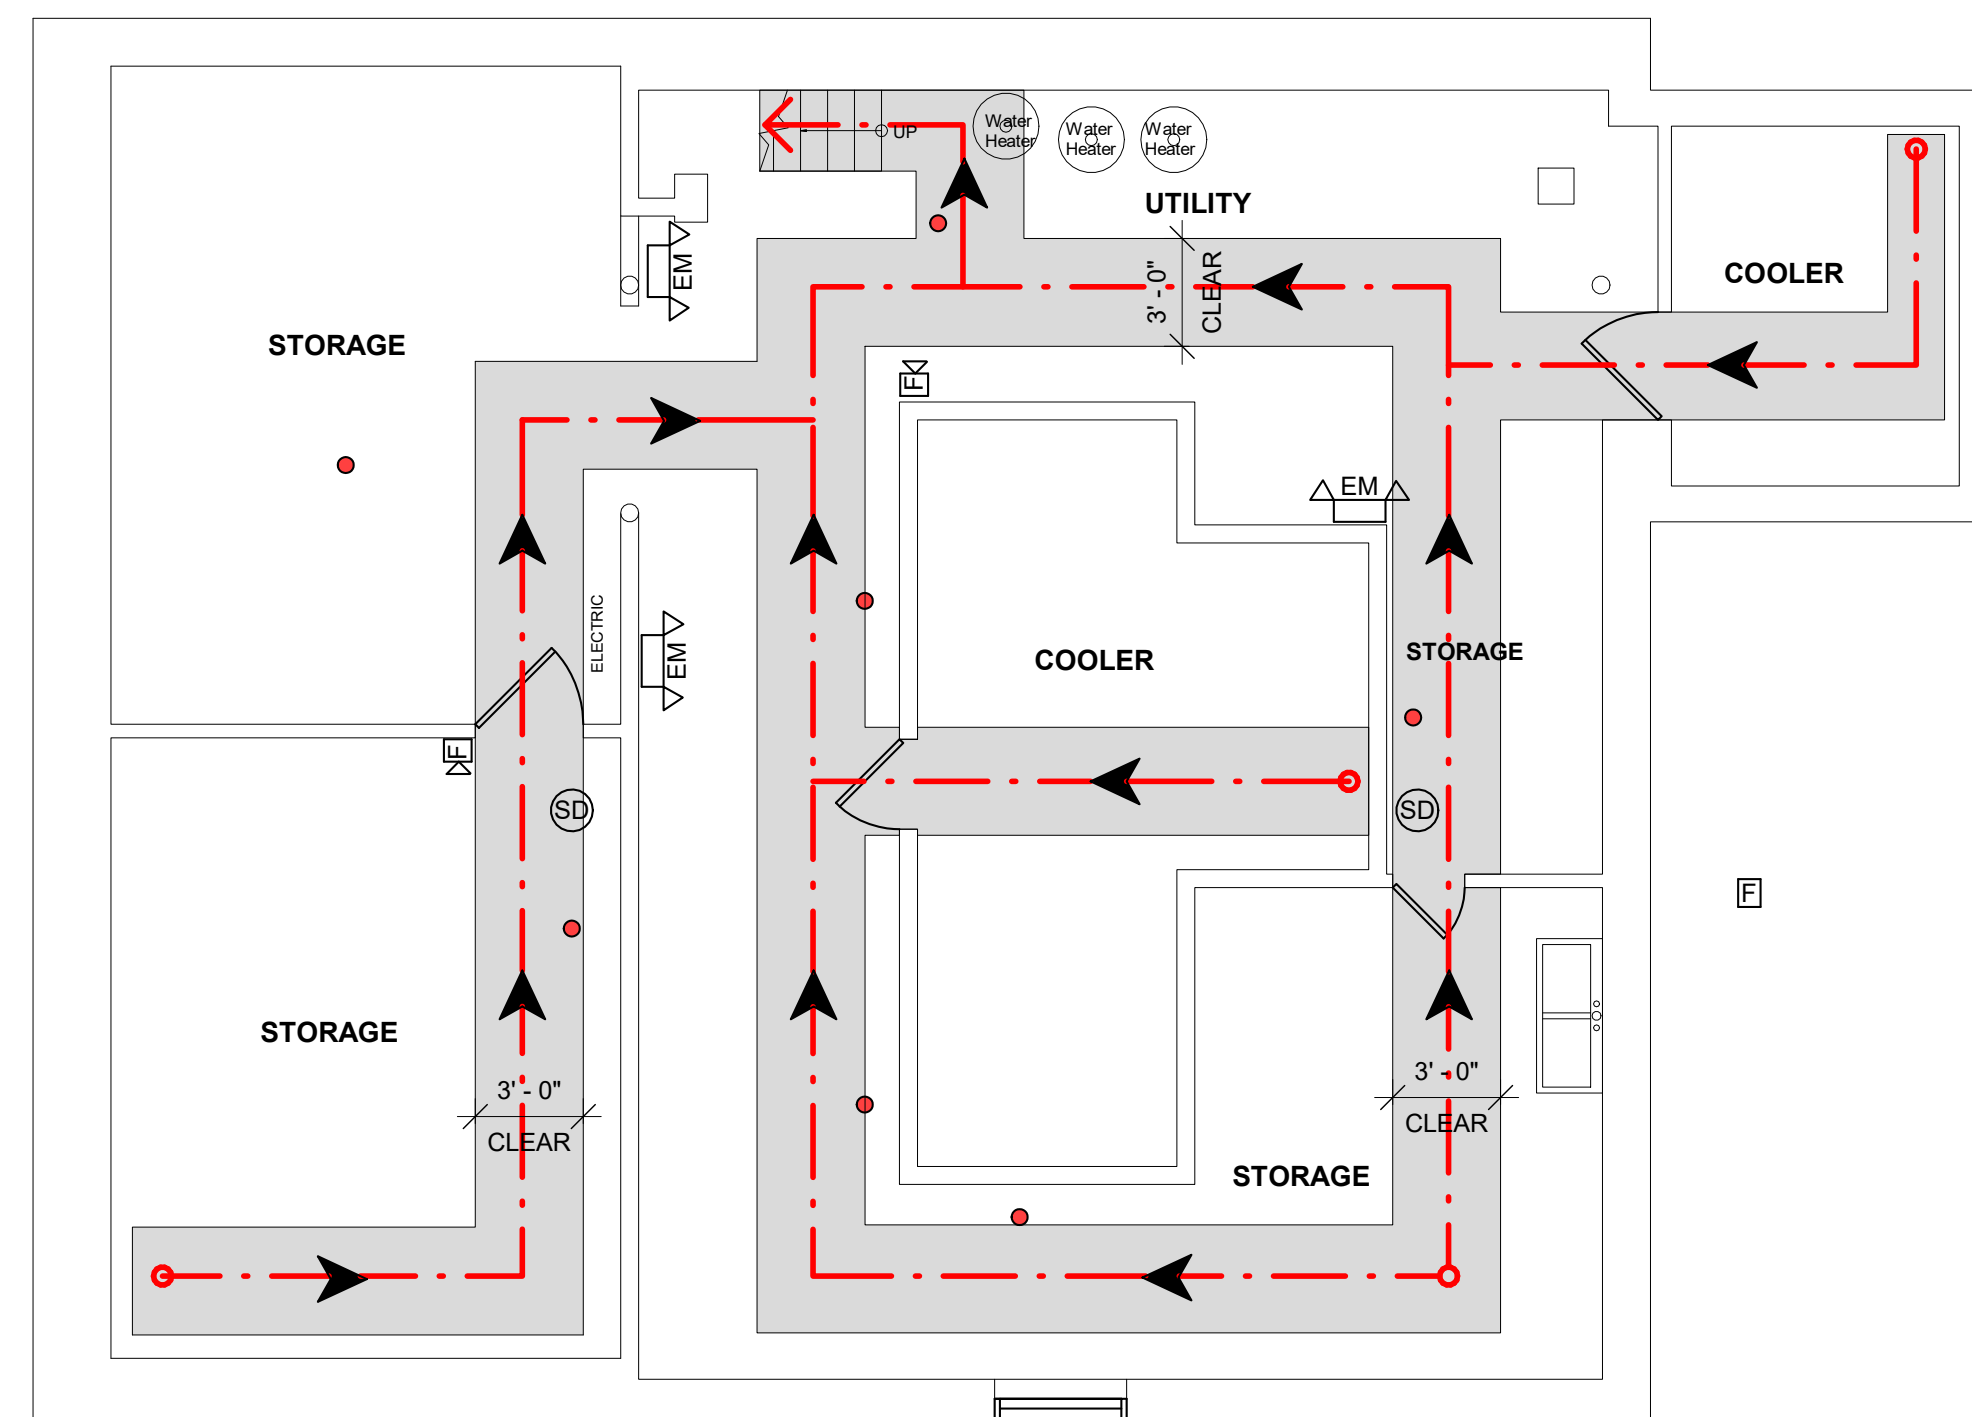 Water
Heater
Water
Heater
Water
Heater
UP
UTILITY
EM
3' - 0"
CLEAR
COOLER
STORAGE
F
EM
ELECTRIC
EM
COOLER
STORAGE
F
SD
SD
F
STORAGE
3' - 0"
CLEAR
3' - 0"
CLEAR
STORAGE